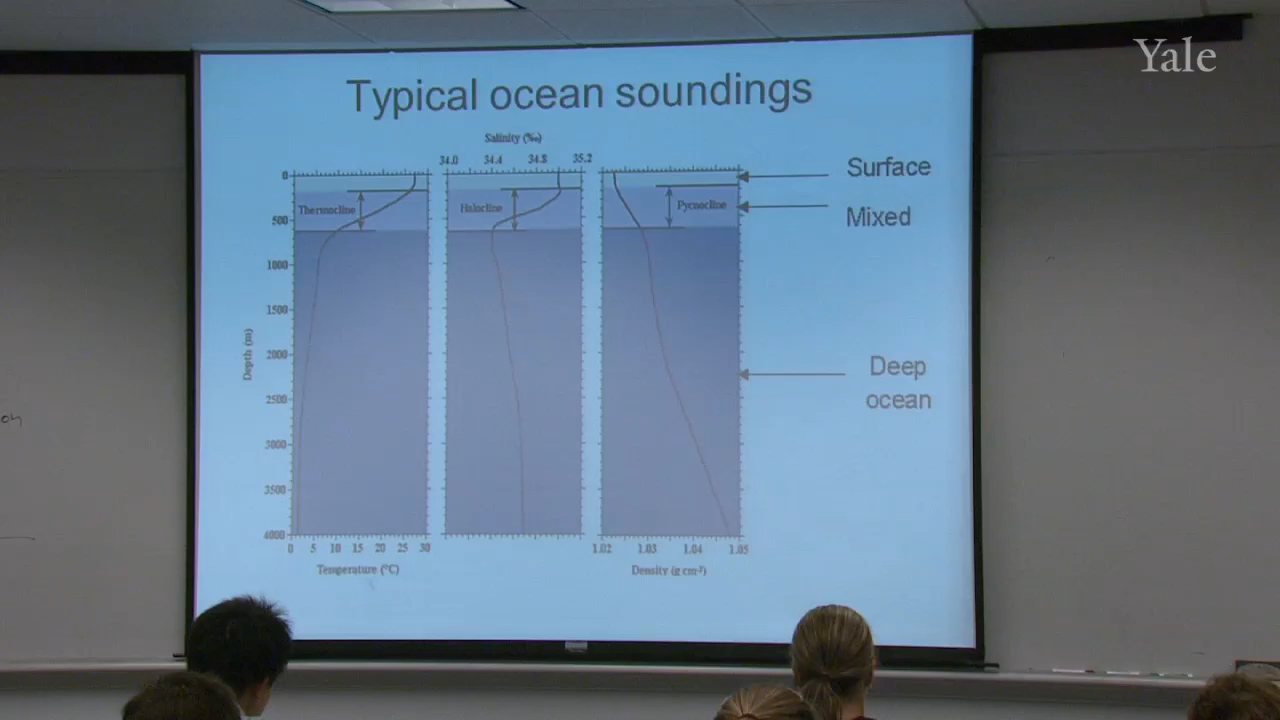 Yale
Typical ocean soundings
Salinity (‰)
34.0 34.4 34.8 35.2
0
500
1000
1500
2000
2500
3000
3500
4000
Depth (m)
Thermocline
Halocline
Pycnocline
Surface
Mixed
Deep
ocean
0 5 10 15 20 25 30
1.02 1.03 1.04 1.05
Temperature (°C)
Density (g cm-3)